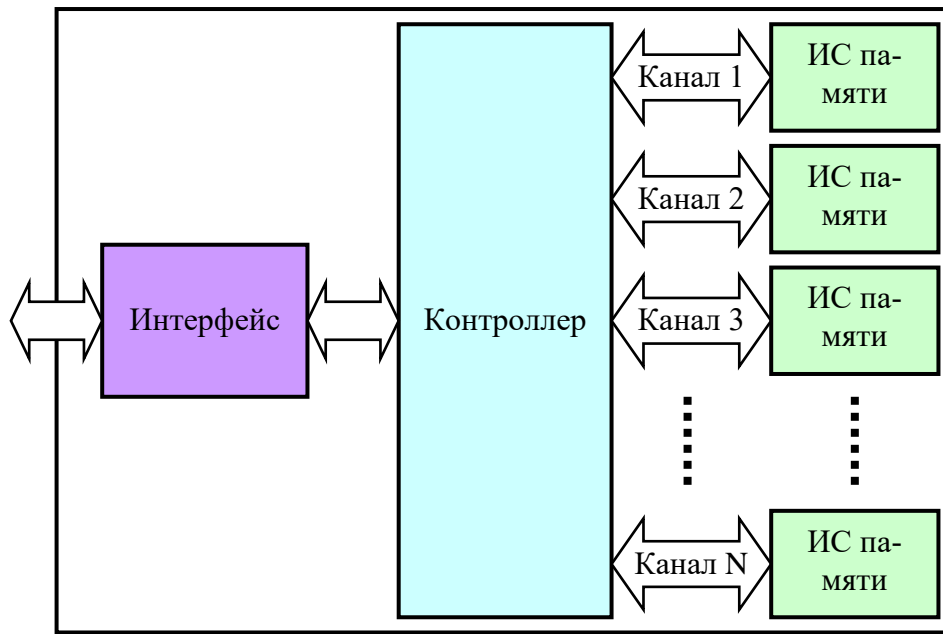 Канал 1
ИС па-
мяти
Канал 2
ИС па-
мяти
Интерфейс
Контроллер
Канал 3
ИС па-
мяти
Канал N
ИС па-
мяти